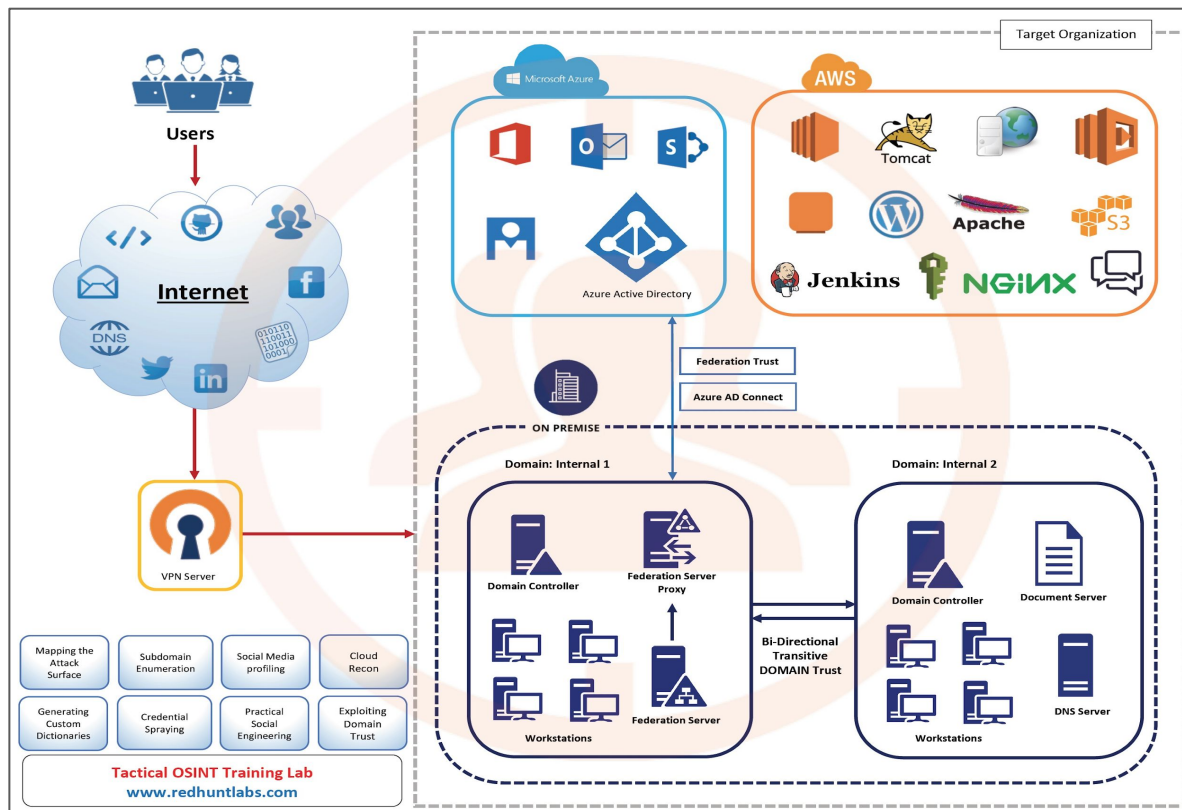 Target Organization
Users
Internet
DNS
010110
110011
101000
0001
in
VPN Server
Mapping the
Attack
Surface
Subdomain
Enumeration
Social Media
profiling
Cloud
Recon
Generating
Custom
Dictionaries
Credential
Spraying
Practical
Social
Engineering
Exploiting
Domain
Trust
Tactical OSINT Training Lab
www.redhuntlabs.com
Microsoft Azure
O
S
Azure Active Directory
AWS
Tomcat
Apache
S3
Jenkins
NGINX
Federation Trust
Azure AD Connect
ON PREMISE
Domain: Internal 1
Domain Controller
Federation Server
Proxy
Workstations
Federation Server
Bi-Directional
Transitive
DOMAIN Trust
Domain: Internal 2
Domain Controller
Document Server
Workstations
DNS Server